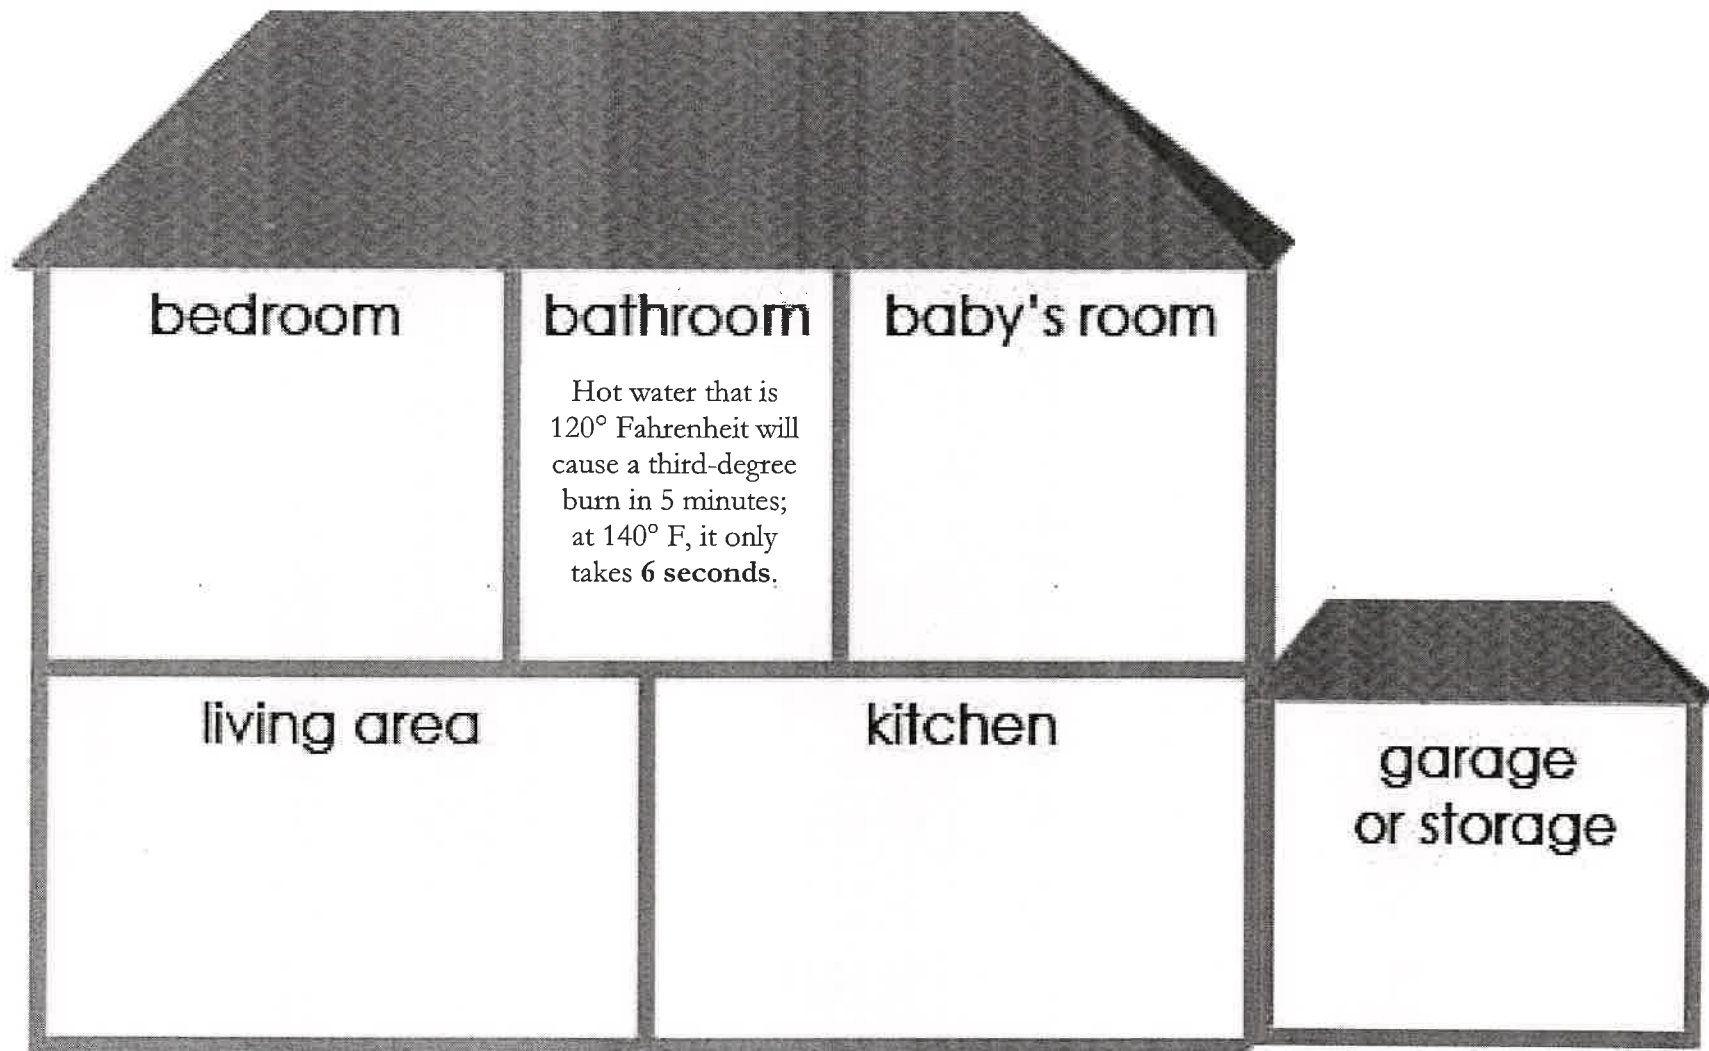 bedroom
bathroom
baby's room
Hot water that is
120° Fahrenheit will
cause a third-degree
burn in 5 minutes;
at 140° F, it only
takes 6 seconds.
living area
kitchen
garage
or storage